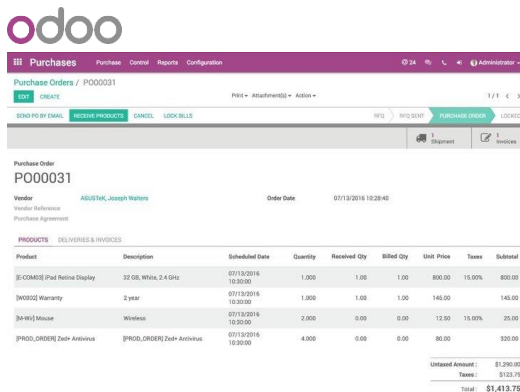 odoo
Purchases Purchase Control Reports Configuration @ 24 Administrator
Purchase Orders / PO00031
EDIT CREATE Print Attachment(s) Action 1 / 1
SEND PO BY EMAIL RECEIVE PRODUCTS CANCEL LOCK BILLS RFQ RFQ SENT PURCHASE ORDER LOCKED
1 Shipment 1 Invoices
Purchase Order
PO00031
Vendor ASUSTeK, Joseph Walters Order Date 07/13/2016 10:28:40
Vendor Reference
Purchase Agreement
PRODUCTS DELIVERIES & INVOICES
Product Description Scheduled Date Quantity Received Qty Billed Qty Unit Price Taxes Subtotal
[E-COM03] iPad Retina Display 32 GB, White, 2.4 GHz 07/13/2016 10:30:00 1.000 1.00 1.00 800.00 15.00% 800.00
[W0202] Warranty 2 year 07/13/2016 10:30:00 1.000 1.00 1.00 145.00 145.00
[M-Wir] Mouse Wireless 07/13/2016 10:30:00 2.000 0.00 0.00 12.50 15.00% 25.00
[PROD_ORDER] Zed+ Antivirus [PROD_ORDER] Zed+ Antivirus 07/13/2016 10:30:00 4.000 0.00 0.00 80.00 320.00
Untaxed Amount : $1,290.00
Taxes : $123.75
Total : $1,413.75